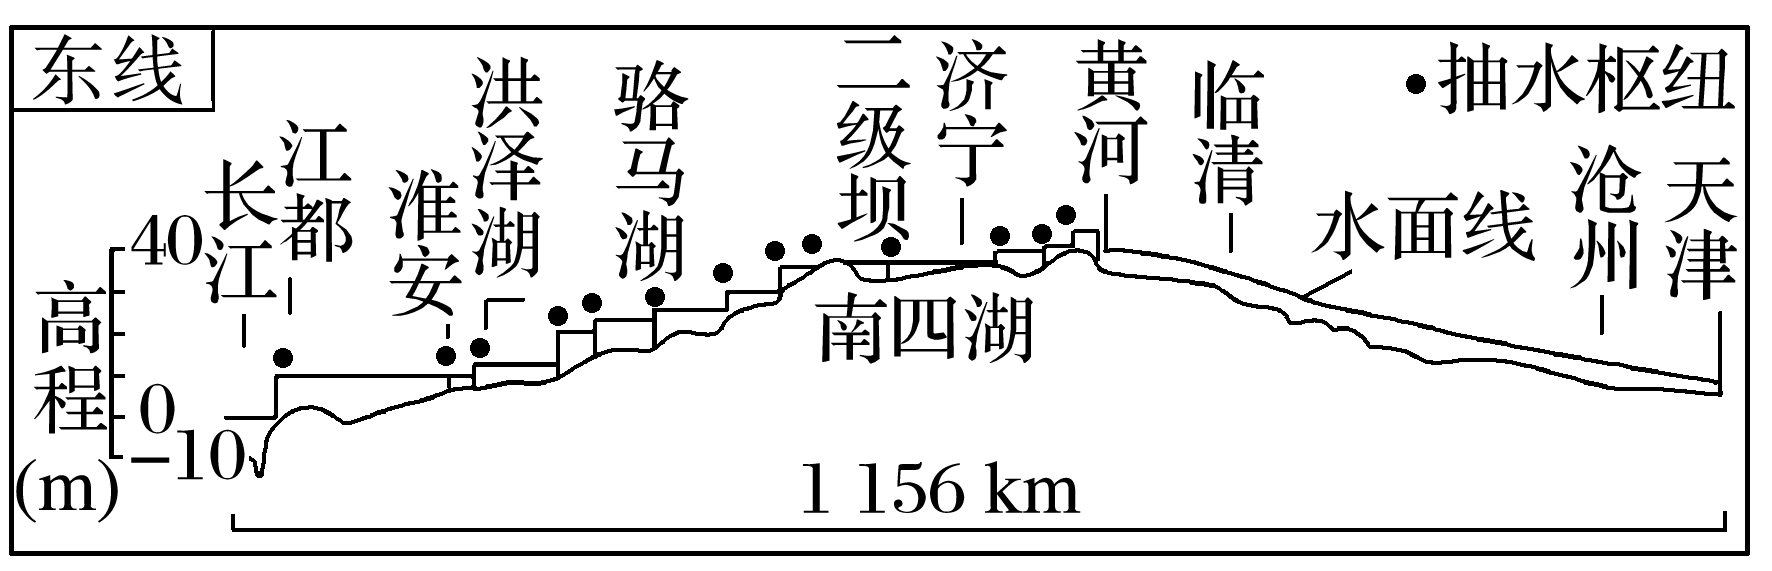 东线
长江
江都
淮安
洪泽湖
骆马湖
二级坝
济宁
黄河
临清
•抽水枢纽
水面线
沧州
天津
南四湖
高程
(m)
40
0
−10
1 156 km